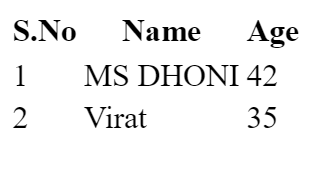 S.No Name Age
1 MS DHONI 42
2 Virat 35